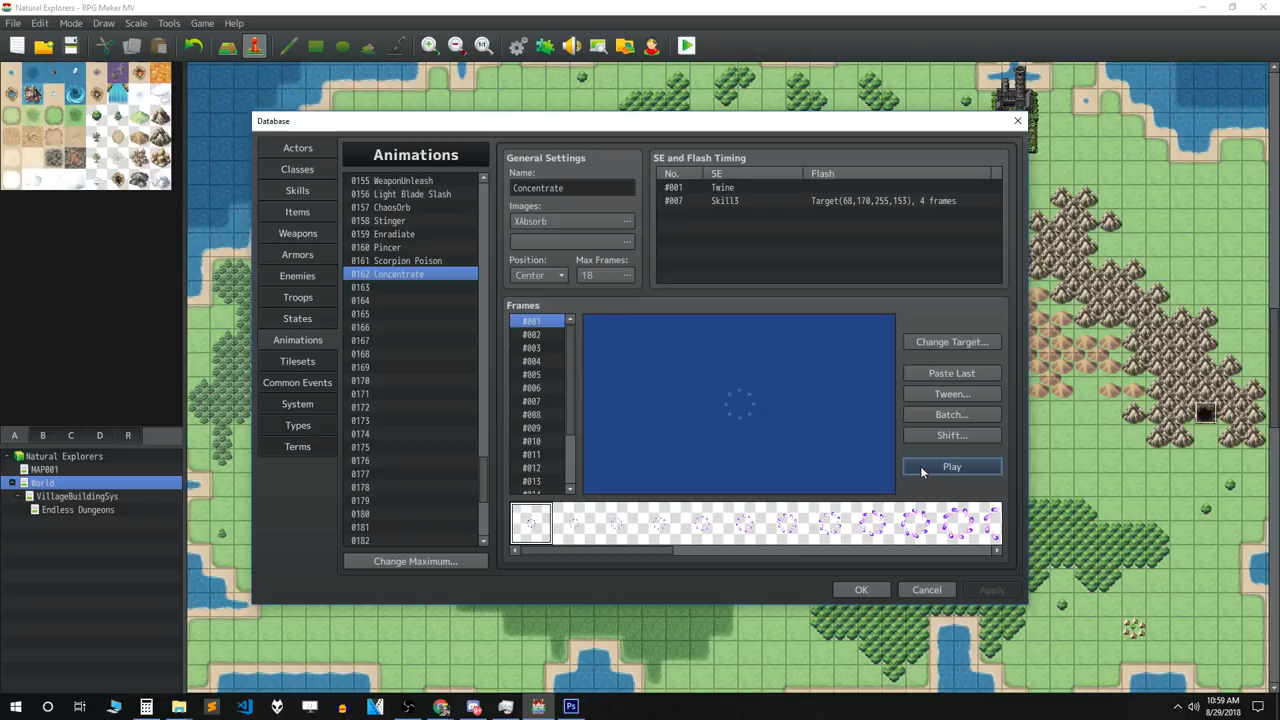 Natural Explorers - RPG Maker MV
File Edit Mode Draw Scale Tools Game Help
Database
Actors
Classes
Skills
Items
Weapons
Armors
Enemies
Troops
States
Animations
Tilesets
Common Events
System
Types
Terms
Animations
0155 WeaponUnleash
0156 Light Blade Slash
0157 ChaosOrb
0158 Stinger
0159 Enradiate
0160 Pincer
0161 Scorpion Poison
0162 Concentrate
0163
0164
0165
0166
0167
0168
0169
0170
0171
0172
0173
0174
0175
0176
0177
0178
0179
0180
0181
0182
Change Maximum...
General Settings
Name:
Concentrate
Images:
XAbsorb ...
...
Position: Max Frames:
Center 18 ...
SE and Flash Timing
No. SE Flash
#001 Twine
#007 Skill3 Target(68,170,255,153), 4 frames
Frames
#001
#002
#003
#004
#005
#006
#007
#008
#009
#010
#011
#012
#013
Change Target...
Paste Last
Tween...
Batch...
Shift...
Play
OK Cancel Apply
A B C D R
Natural Explorers
MAP001
World
VillageBuildingSys
Endless Dungeons
10:59 AM
8/29/2018